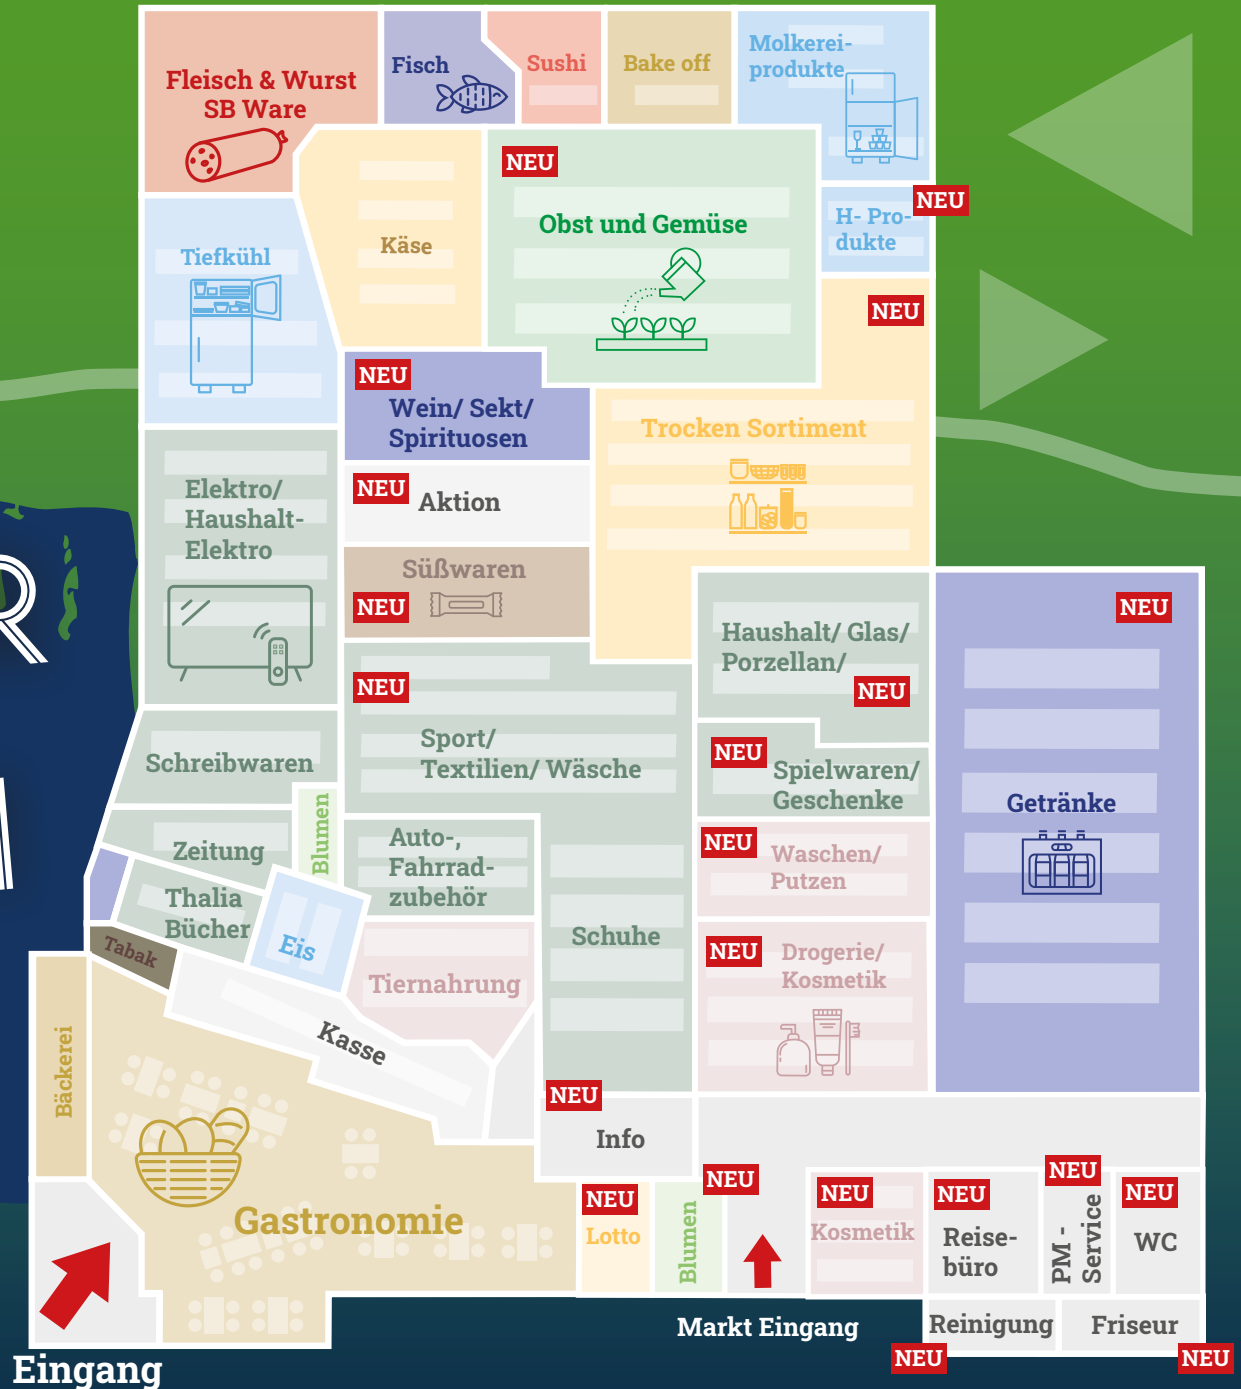 Fleisch & Wurst
SB Ware
Fisch
Sushi
Bake off
Molkerei-
produkte
NEU
Obst und Gemüse
NEU
H- Pro-
dukte
Käse
Tiefkühl
NEU
Trocken Sortiment
NEU
Wein/ Sekt/
Spirituosen
NEU
Aktion
Süßwaren
NEU
Elektro/
Haushalt-
Elektro
R
NEU
Sport/
Textilien/ Wäsche
Haushalt/ Glas/
Porzellan/
NEU
NEU
Getränke
NEU
Spielwaren/
Geschenke
Schreibwaren
Blumen
Zeitung
Thalia
Bücher
Auto-,
Fahrrad-
zubehör
NEU
Waschen/
Putzen
Eis
Tabak
Kasse
Tiernahrung
Schuhe
NEU
Drogerie/
Kosmetik
Bäckerei
NEU
Info
Gastronomie
NEU
Lotto
NEU
Blumen
NEU
Kosmetik
NEU
Reise-
büro
NEU
PM -
Service
NEU
WC
Markt Eingang
Reinigung
NEU
Friseur
NEU
Eingang